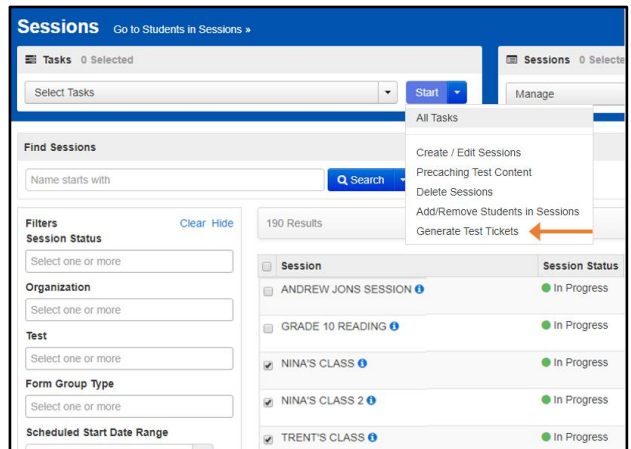 Sessions Go to Students in Sessions »
Tasks 0 Selected
Sessions 0 Selecte
Select Tasks
Start
Manage
All Tasks
Create / Edit Sessions
Precaching Test Content
Delete Sessions
Add/Remove Students in Sessions
Generate Test Tickets
Find Sessions
Name starts with
Search
Filters Clear Hide
Session Status
Select one or more
Organization
Select one or more
Test
Select one or more
Form Group Type
Select one or more
Scheduled Start Date Range
190 Results
Session Session Status
ANDREW JONS SESSION In Progress
GRADE 10 READING In Progress
NINA'S CLASS In Progress
NINA'S CLASS 2 In Progress
TRENT'S CLASS In Progress